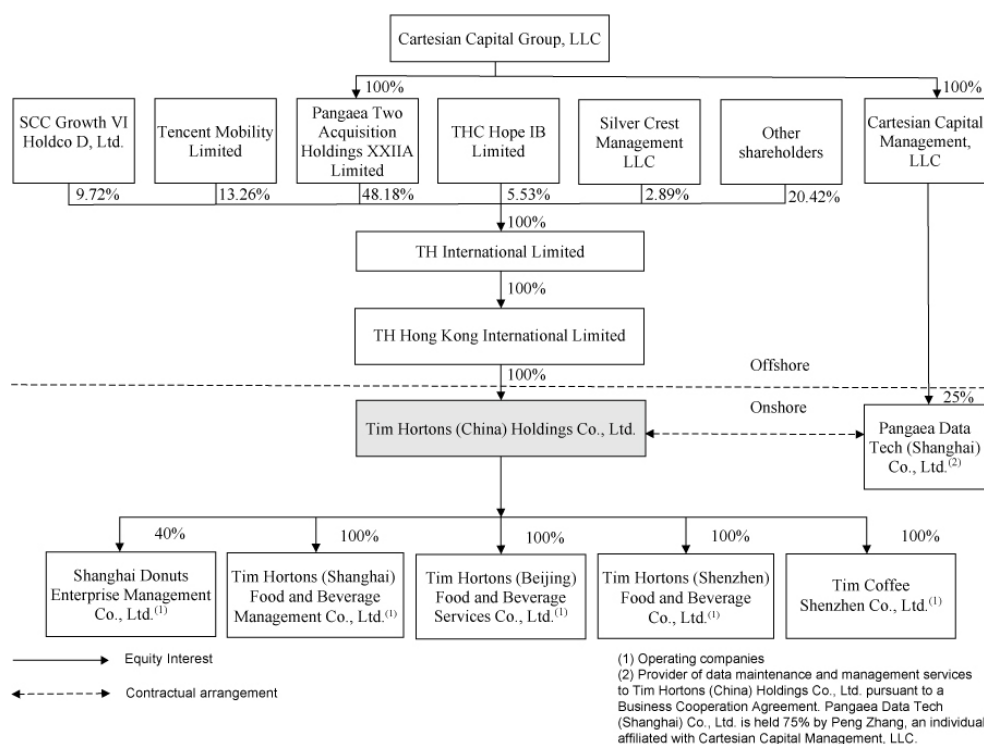 Cartesian Capital Group, LLC
100%
100%
SCC Growth VI
Holdco D, Ltd.
Tencent Mobility
Limited
Pangaea Two
Acquisition
Holdings XXIIA
Limited
THC Hope IB
Limited
Silver Crest
Management
LLC
Other
shareholders
Cartesian Capital
Management,
LLC
9.72%
13.26%
48.18%
5.53%
2.89%
20.42%
100%
TH International Limited
100%
TH Hong Kong International Limited
100%
Offshore
Onshore
25%
Tim Hortons (China) Holdings Co., Ltd.
Pangaea Data
Tech (Shanghai)
Co., Ltd.(2)
40%
100%
100%
100%
100%
Shanghai Donuts
Enterprise Management
Co., Ltd.(1)
Tim Hortons (Shanghai)
Food and Beverage
Management Co., Ltd.(1)
Tim Hortons (Beijing)
Food and Beverage
Services Co., Ltd.(1)
Tim Hortons (Shenzhen)
Food and Beverage
Co., Ltd.(1)
Tim Coffee
Shenzhen Co., Ltd.(1)
Equity Interest
Contractual arrangement
(1) Operating companies
(2) Provider of data maintenance and management services
to Tim Hortons (China) Holdings Co., Ltd. pursuant to a
Business Cooperation Agreement. Pangaea Data Tech
(Shanghai) Co., Ltd. is held 75% by Peng Zhang, an individual
affiliated with Cartesian Capital Management, LLC.